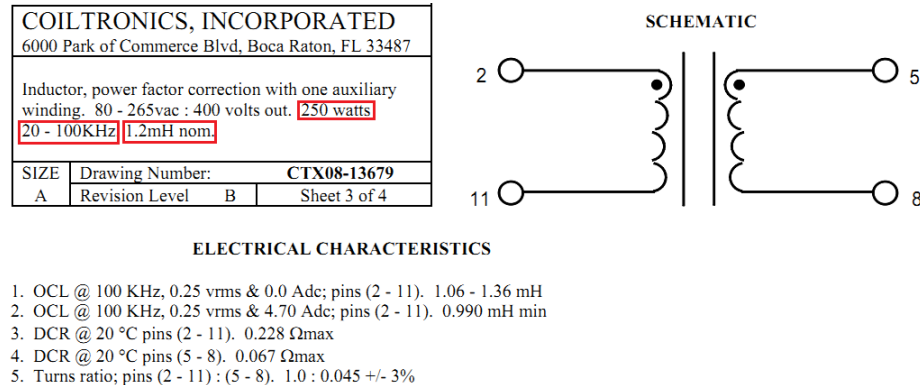 COILTRONICS, INCORPORATED
6000 Park of Commerce Blvd, Boca Raton, FL 33487
Inductor, power factor correction with one auxiliary
winding. 80 - 265vac : 400 volts out. 250 watts
20 - 100KHz 1.2mH nom.
SIZE Drawing Number: CTX08-13679
A Revision Level B Sheet 3 of 4
SCHEMATIC
2 5
11 8
ELECTRICAL CHARACTERISTICS
1. OCL @ 100 KHz, 0.25 vrms & 0.0 Adc; pins (2 - 11). 1.06 - 1.36 mH
2. OCL @ 100 KHz, 0.25 vrms & 4.70 Adc; pins (2 - 11). 0.990 mH min
3. DCR @ 20 °C pins (2 - 11). 0.228 Ωmax
4. DCR @ 20 °C pins (5 - 8). 0.067 Ωmax
5. Turns ratio; pins (2 - 11) : (5 - 8). 1.0 : 0.045 +/- 3%